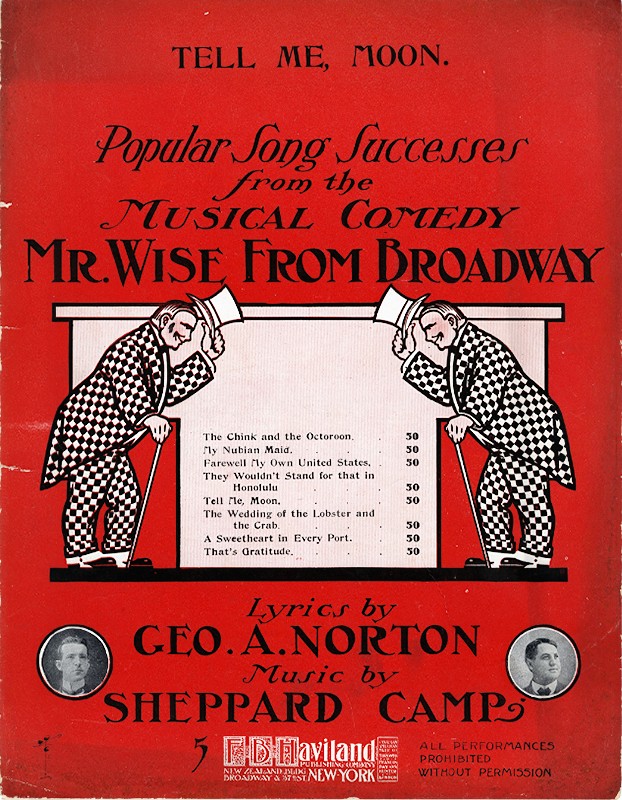 TELL ME, MOON.
Popular Song Successes
from the
MUSICAL COMEDY
MR. WISE FROM BROADWAY
The Chink and the Octoroon. . 50
My Nubian Maid. . . . 50
Farewell My Own United States. . 50
They Wouldn't Stand for that in
Honolulu . . . . 50
Tell Me, Moon. . . . 50
The Wedding of the Lobster and
the Crab. . . . 50
A Sweetheart in Every Port. . 50
That's Gratitude. . . . 50
Lyrics by
GEO. A. NORTON
Music by
SHEPPARD CAMP
5
F.B. Haviland
PUBLISHING COMPANY
NEW ZEALAND BLDG
BROADWAY & 37 ST. NEW YORK
ALL PERFORMANCES
PROHIBITED
WITHOUT PERMISSION